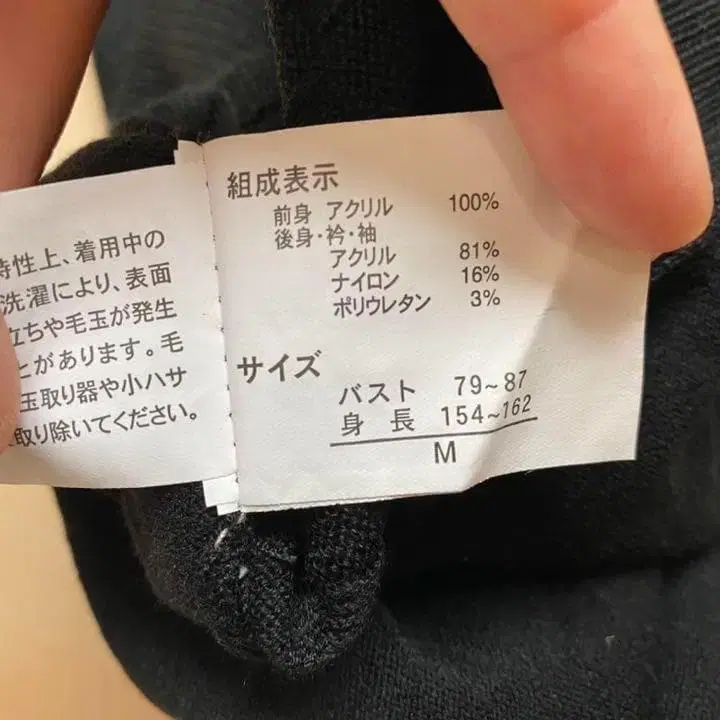 特性上、着用中の
洗濯により、表面
立ちや毛玉が発生
とがあります。毛
玉取り器や小ハサ
取り除いてください。
組成表示
前身 アクリル 100%
後身・衿・袖
アクリル 81%
ナイロン 16%
ポリウレタン 3%
サイズ
バスト 79~87
身長 154~162
M